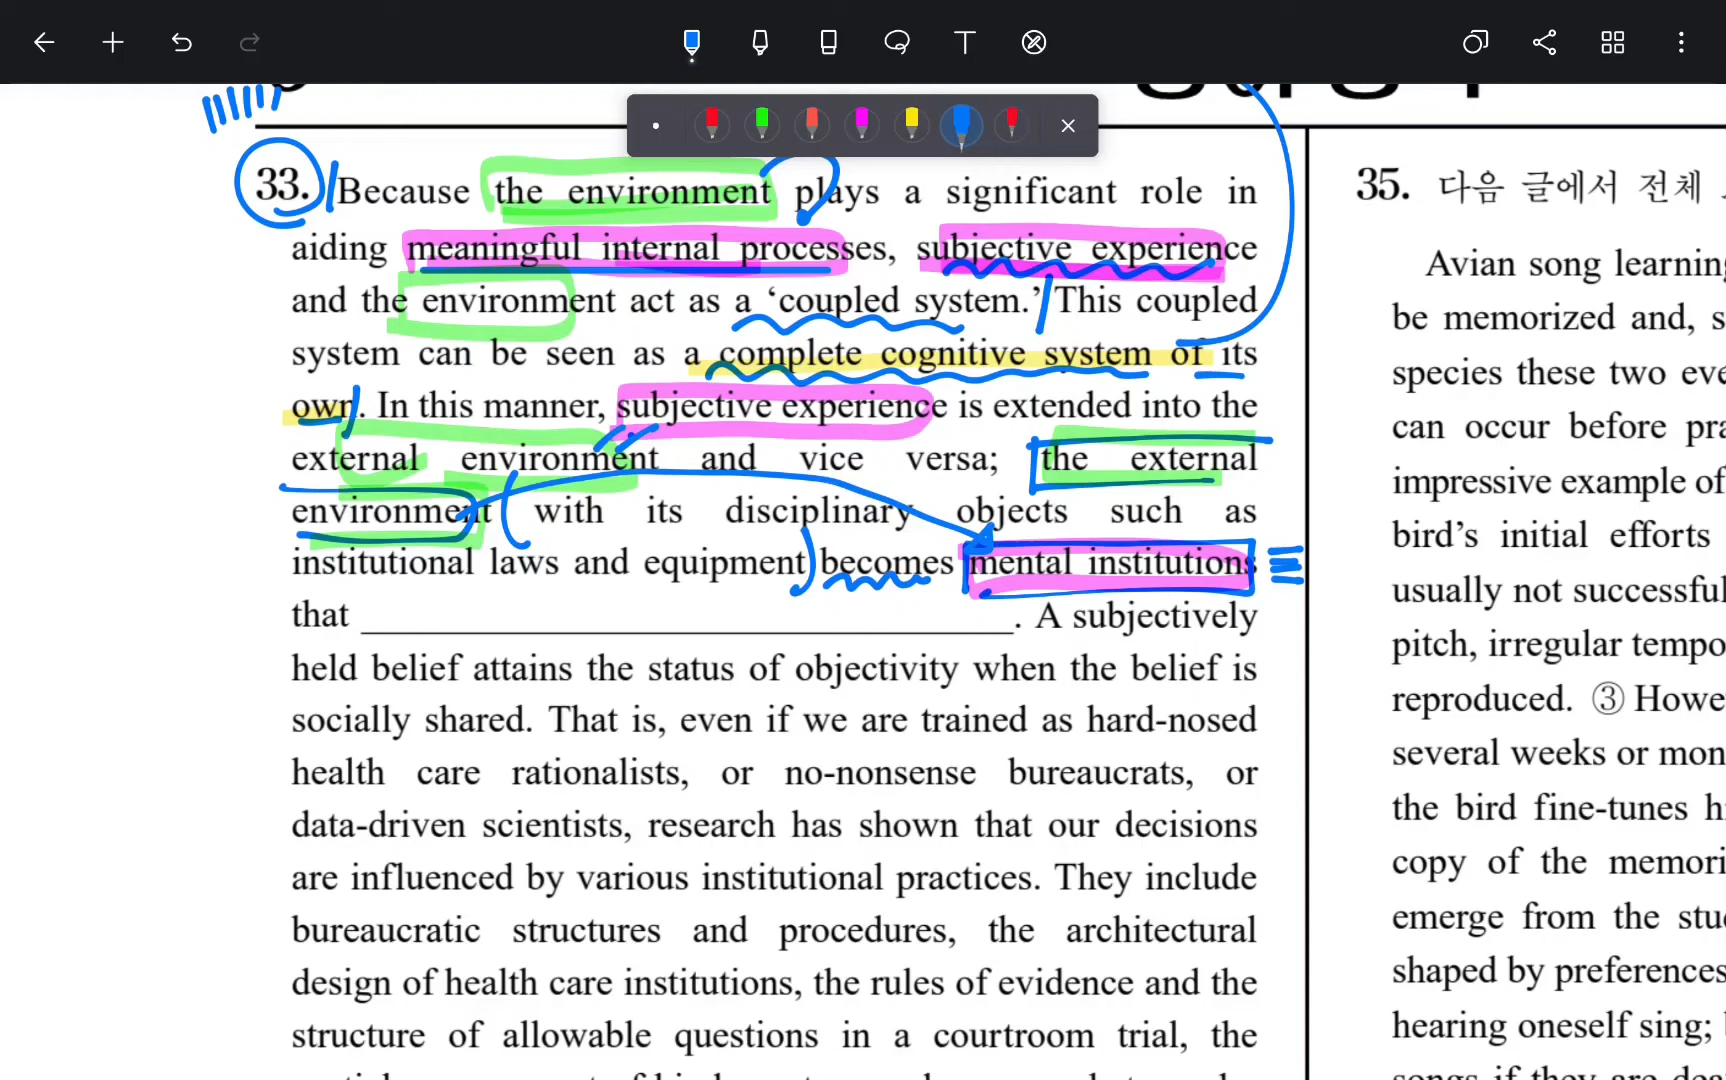 33. Because the environment plays a significant role in
aiding meaningful internal processes, subjective experience
and the environment act as a ‘coupled system.’ This coupled
system can be seen as a complete cognitive system of its
own. In this manner, subjective experience is extended into the
external environment and vice versa; the external
environment with its disciplinary objects such as
institutional laws and equipment becomes mental institutions
that ____________. A subjectively
held belief attains the status of objectivity when the belief is
socially shared. That is, even if we are trained as hard-nosed
health care rationalists, or no-nonsense bureaucrats, or
data-driven scientists, research has shown that our decisions
are influenced by various institutional practices. They include
bureaucratic structures and procedures, the architectural
design of health care institutions, the rules of evidence and the
structure of allowable questions in a courtroom trial, the
35. 다음 글에서 전체
Avian song learning
be memorized and, s
species these two eve
can occur before pra
impressive example of
bird’s initial efforts
usually not successful
pitch, irregular tempo
reproduced. ③ Howe
several weeks or mon
the bird fine-tunes hi
copy of the memori
emerge from the stud
shaped by preferences
hearing oneself sing;